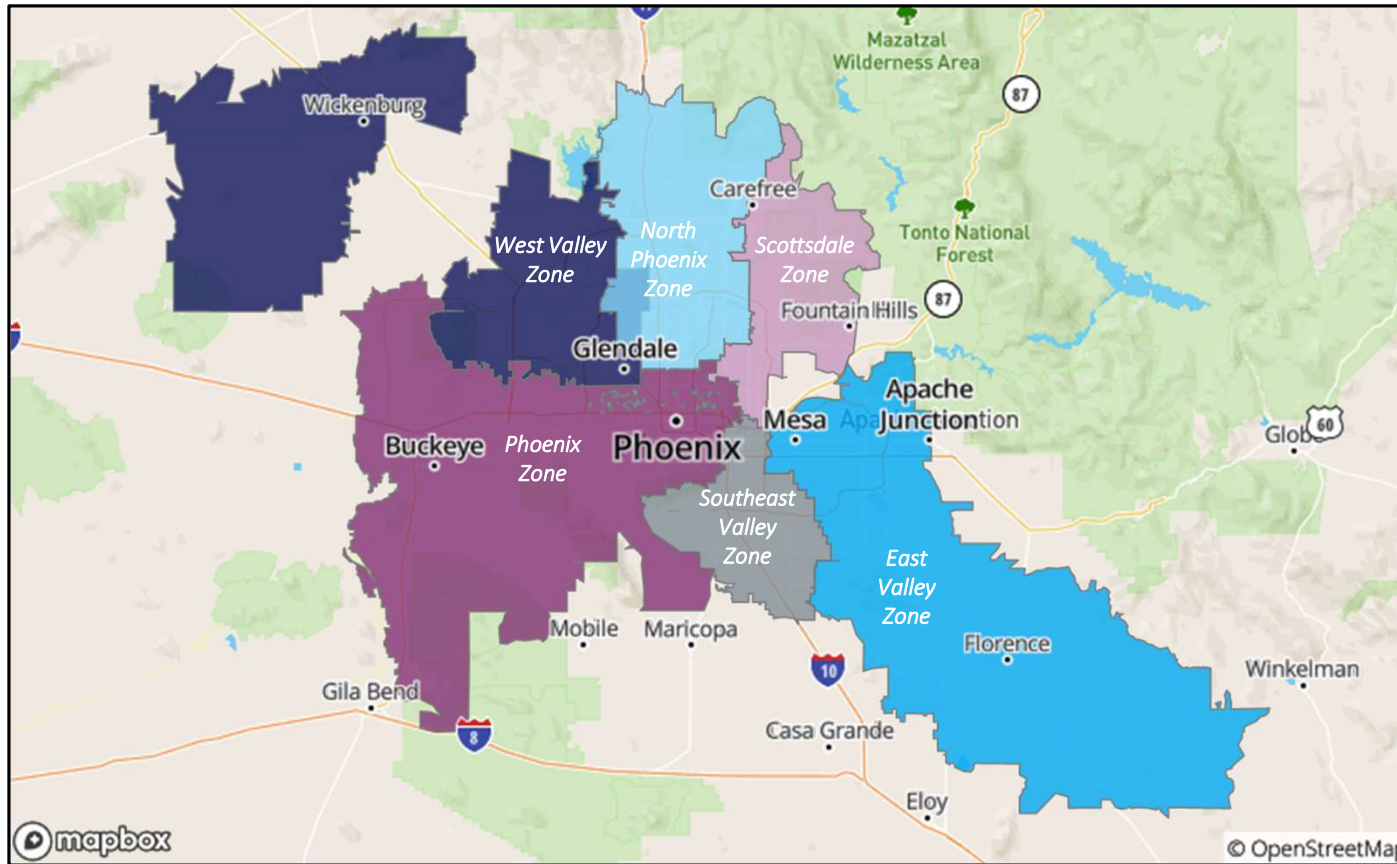 17
Mazatzal
Wilderness Area
87
Wickenburg
Carefree
West Valley
Zone
North
Phoenix
Zone
Scottsdale
Zone
Tonto National
Forest
87
Fountain Hills
Glendale
Apache
Junction
Mesa
60
Globe
Buckeye
Phoenix
Zone
Phoenix
Southeast
Valley
Zone
East
Valley
Zone
Mobile
Maricopa
Florence
10
Winkelman
Gila Bend
8
Casa Grande
Eloy
mapbox
© OpenStreetMap